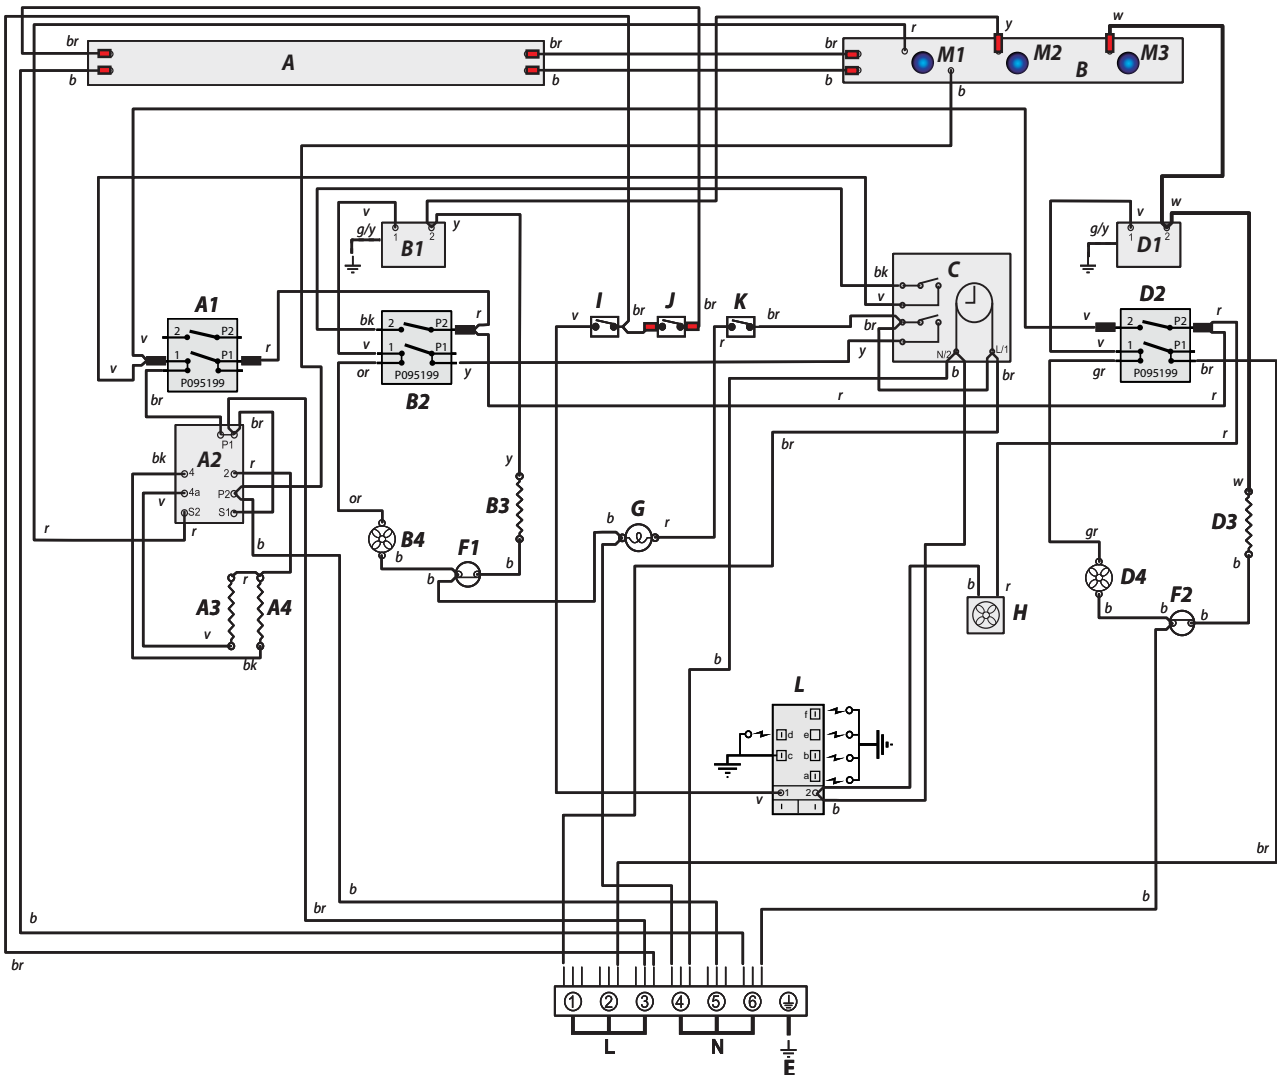 w
r
y
br
A
br
br
M1
M2
M3
B
b
b
b
b
v
g/y
1
2
B1
y
v
w
g/y
1
2
D1
bk
C
v
br
y
N/2
L/1
b
br
A1
v
2
P2
1
P1
r
v
P095199
br
bk
2
P2
r
v
1
P1
or
P095199
y
B2
I
v
br
J
br
K
r
br
D2
v
2
P2
r
v
1
P1
gr
P095199
br
r
r
br
r
br
P1
bk
A2
4
2
r
v
4a
P2
S2
S1
r
r
b
y
B3
or
B4
b
F1
b
b
b
G
r
w
D3
b
gr
D4
b
F2
b
b
A3
r
A4
v
bk
b
r
H
b
L
f
d
e
c
b
a
v
1
2
b
br
b
b
br
b
br
1
2
3
4
5
6
L
N
E